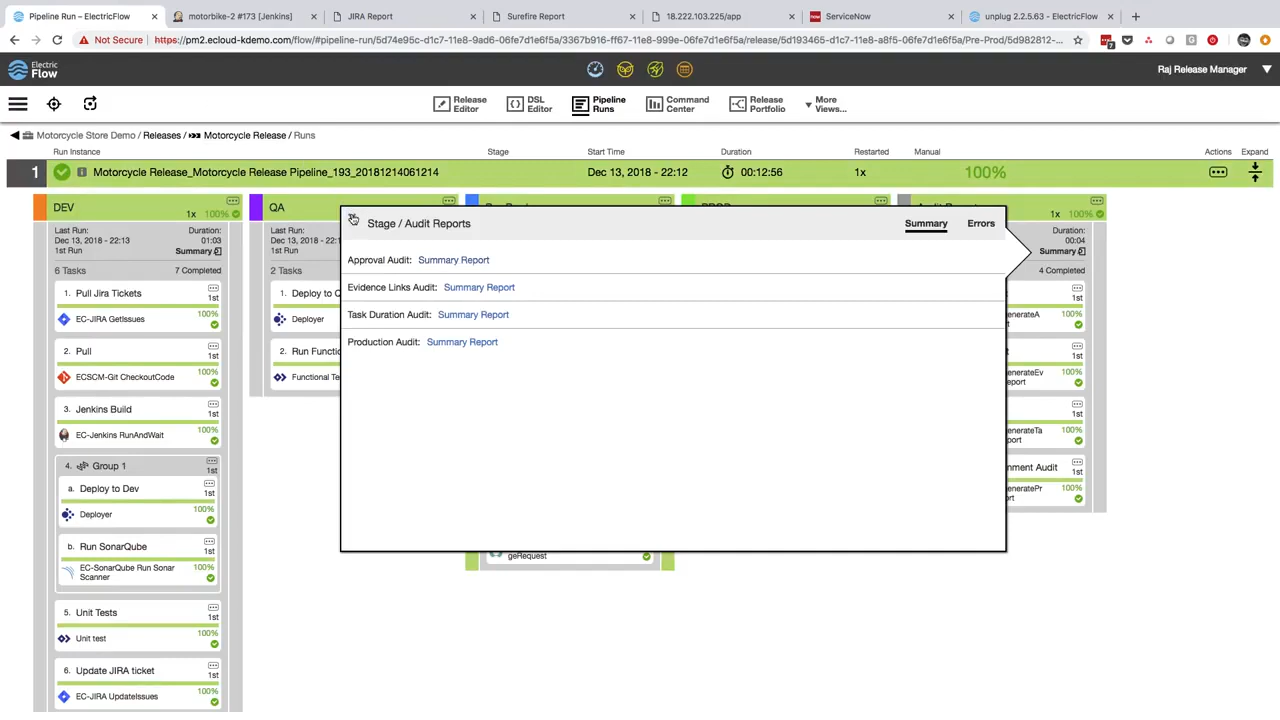 Pipeline Run – ElectricFlow
motorbike-2 #173 [Jenkins]
JIRA Report
Surefire Report
18.222.103.225/app
ServiceNow
unplug 2.2.5.63 - ElectricFlow
Not Secure
https://pm2.ecloud-kdemo.com/flow/#pipeline-run/5d74e95c-d1c7-11e8-9ad6-06fe7d1e6f5a/3367b916-ff67-11e8-999e-06fe7d1e6f5a/release/5d193465-d1c7-11e8-a8f5-06fe7d1e6f5a/Pre-Prod/5d982812-...
7
Electric
Flow
Raj Release Manager
Release
Editor
DSL
Editor
Pipeline
Runs
Command
Center
Release
Portfolio
More
Views...
Motorcycle Store Demo / Releases / Motorcycle Release / Runs
Run Instance
Stage
Start Time
Duration
Restarted
Manual
Actions
Expand
1
Motorcycle Release_Motorcycle Release Pipeline_193_20181214061214
Dec 13, 2018 - 22:12
00:12:56
1x
100%
DEV
1x 100%
Last Run:
Dec 13, 2018 - 22:13
1st Run
Duration:
01:03
Summary
6 Tasks
7 Completed
1. Pull Jira Tickets
1st
EC-JIRA GetIssues
100%
2. Pull
1st
ECSCM-Git CheckoutCode
100%
3. Jenkins Build
1st
EC-Jenkins RunAndWait
100%
4. Group 1
1st
a. Deploy to Dev
1st
Deployer
100%
b. Run SonarQube
1st
EC-SonarQube Run Sonar
Scanner
100%
5. Unit Tests
1st
Unit test
100%
6. Update JIRA ticket
1st
EC-JIRA UpdateIssues
100%
QA
Last Run:
Dec 13, 2018 - 22:1
1st Run
2 Tasks
1. Deploy to
Deployer
2. Run Functio
Functional Te
Stage / Audit Reports
Summary
Errors
Approval Audit: Summary Report
Evidence Links Audit: Summary Report
Task Duration Audit: Summary Report
Production Audit: Summary Report
geRequest
1x 100%
Duration:
00:04
Summary
4 Completed
1st
enerateA
100%
1st
enerateEv
eport
100%
1st
enerateTa
port
100%
nment Audit
1st
eneratePr
ort
100%